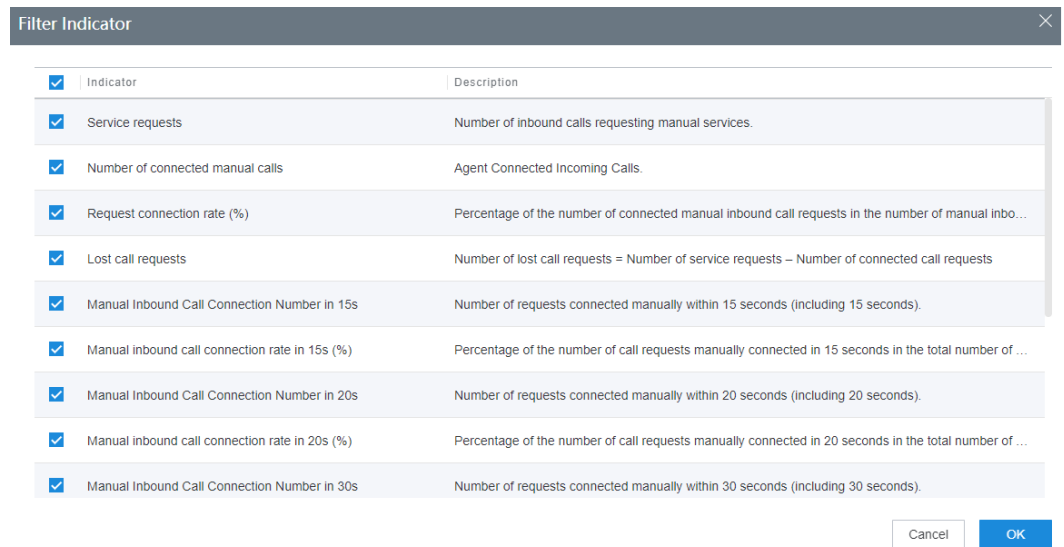 Filter Indicator
Indicator Description
Service requests Number of inbound calls requesting manual services.
Number of connected manual calls Agent Connected Incoming Calls.
Request connection rate (%) Percentage of the number of connected manual inbound call requests in the number of manual inbo...
Lost call requests Number of lost call requests = Number of service requests – Number of connected call requests
Manual Inbound Call Connection Number in 15s Number of requests connected manually within 15 seconds (including 15 seconds).
Manual inbound call connection rate in 15s (%) Percentage of the number of call requests manually connected in 15 seconds in the total number of ...
Manual Inbound Call Connection Number in 20s Number of requests connected manually within 20 seconds (including 20 seconds).
Manual inbound call connection rate in 20s (%) Percentage of the number of call requests manually connected in 20 seconds in the total number of ...
Manual Inbound Call Connection Number in 30s Number of requests connected manually within 30 seconds (including 30 seconds).
Cancel OK